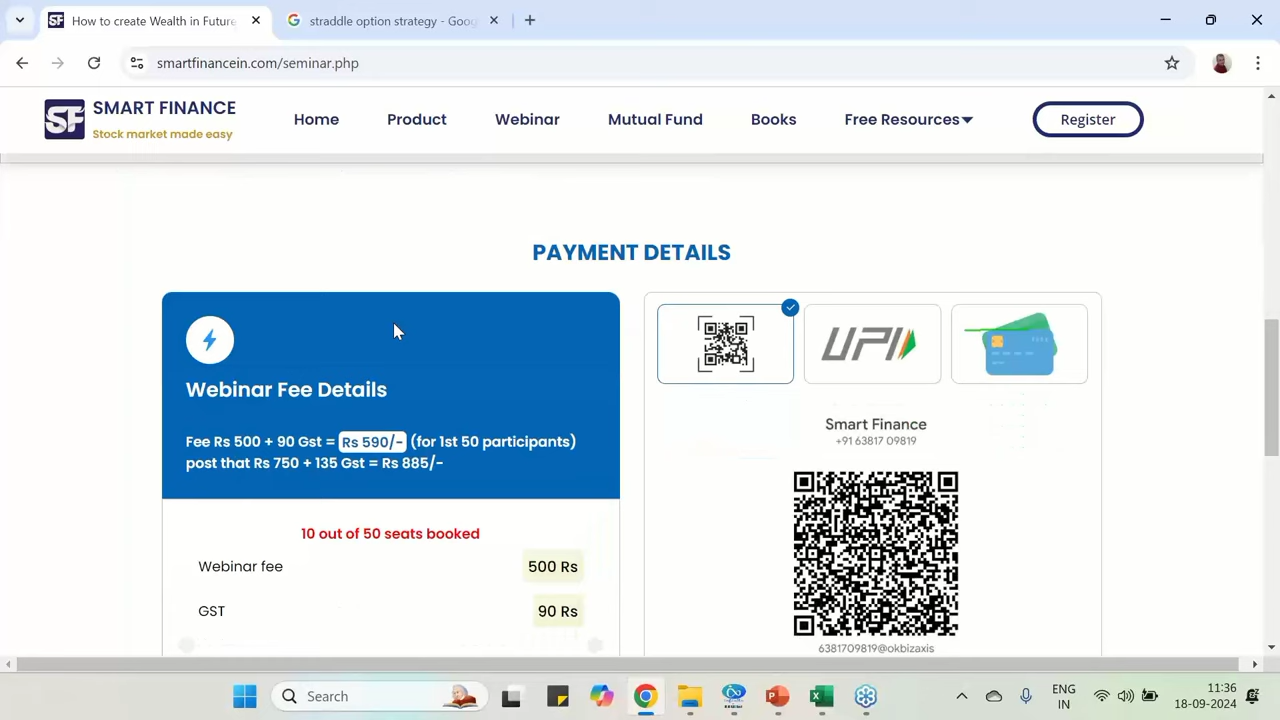 How to create Wealth in Future
straddle option strategy - Goo
smartfinancein.com/seminar.php
SF
SMART FINANCE
Stock market made easy
Home
Product
Webinar
Mutual Fund
Books
Free Resources
Register
PAYMENT DETAILS
Webinar Fee Details
Fee Rs 500 + 90 Gst = Rs 590/- (for 1st 50 participants)
post that Rs 750 + 135 Gst = Rs 885/-
10 out of 50 seats booked
Webinar fee
500 Rs
GST
90 Rs
UPI
Smart Finance
+91 63817 09819
6381709819@okbizaxis
Search
ENG
IN
11:36
18-09-2024